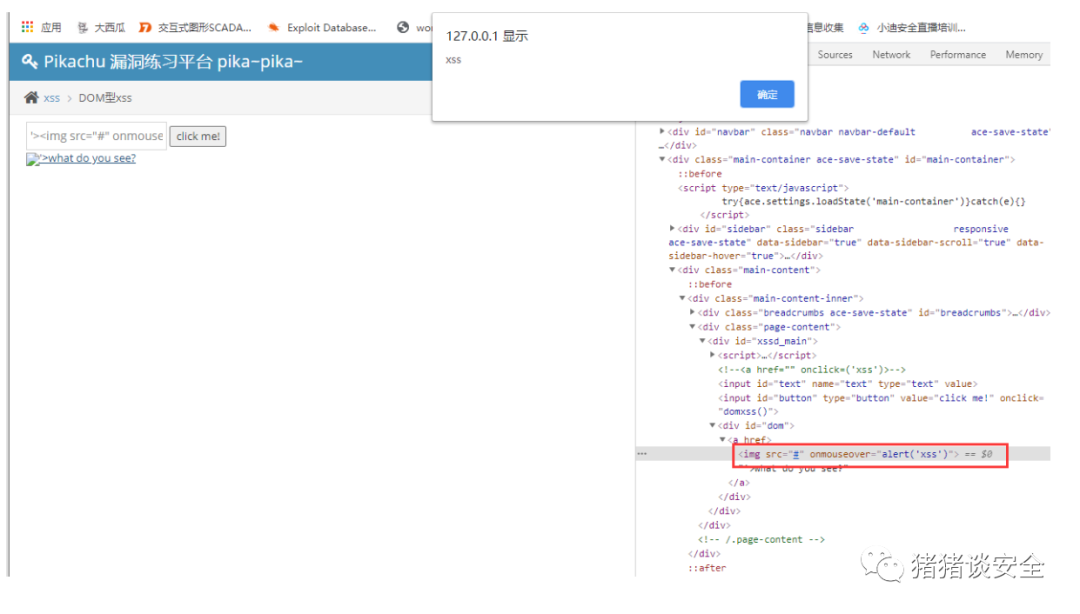 应用 大西瓜 交互式图形SCADA... Exploit Database... 息收集 小迪安全直播培训...
127.0.0.1 显示
xss
确定
Sources Network Performance Memory
Pikachu 漏洞练习平台 pika~pika~
xss > DOM型xss
'><img src="#" onmouse click me!
'>what do you see?
▶<div id="navbar" class="navbar navbar-default ace-save-state"
…</div>
▼<div class="main-container ace-save-state" id="main-container">
::before
<script type="text/javascript">
try{ace.settings.loadState('main-container')}catch(e){}
</script>
▶<div id="sidebar" class="sidebar responsive
ace-save-state" data-sidebar="true" data-sidebar-scroll="true" data-
sidebar-hover="true">…</div>
▼<div class="main-content">
::before
▼<div class="main-content-inner">
▶<div class="breadcrumbs ace-save-state" id="breadcrumbs">…</div>
▼<div class="page-content">
▼<div id="xssd_main">
▶<script>…</script>
<!--<a href="" onclick=('xss')>-->
<input id="text" name="text" type="text" value>
<input id="button" type="button" value="click me!" onclick=
"domxss()">
▼<div id="dom">
▼<a href>
<img src="#" onmouseover="alert('xss')"> == $0
"'>what do you see?"
</a>
</div>
</div>
</div>
<!-- /.page-content -->
</div>
::after
猪猪谈安全